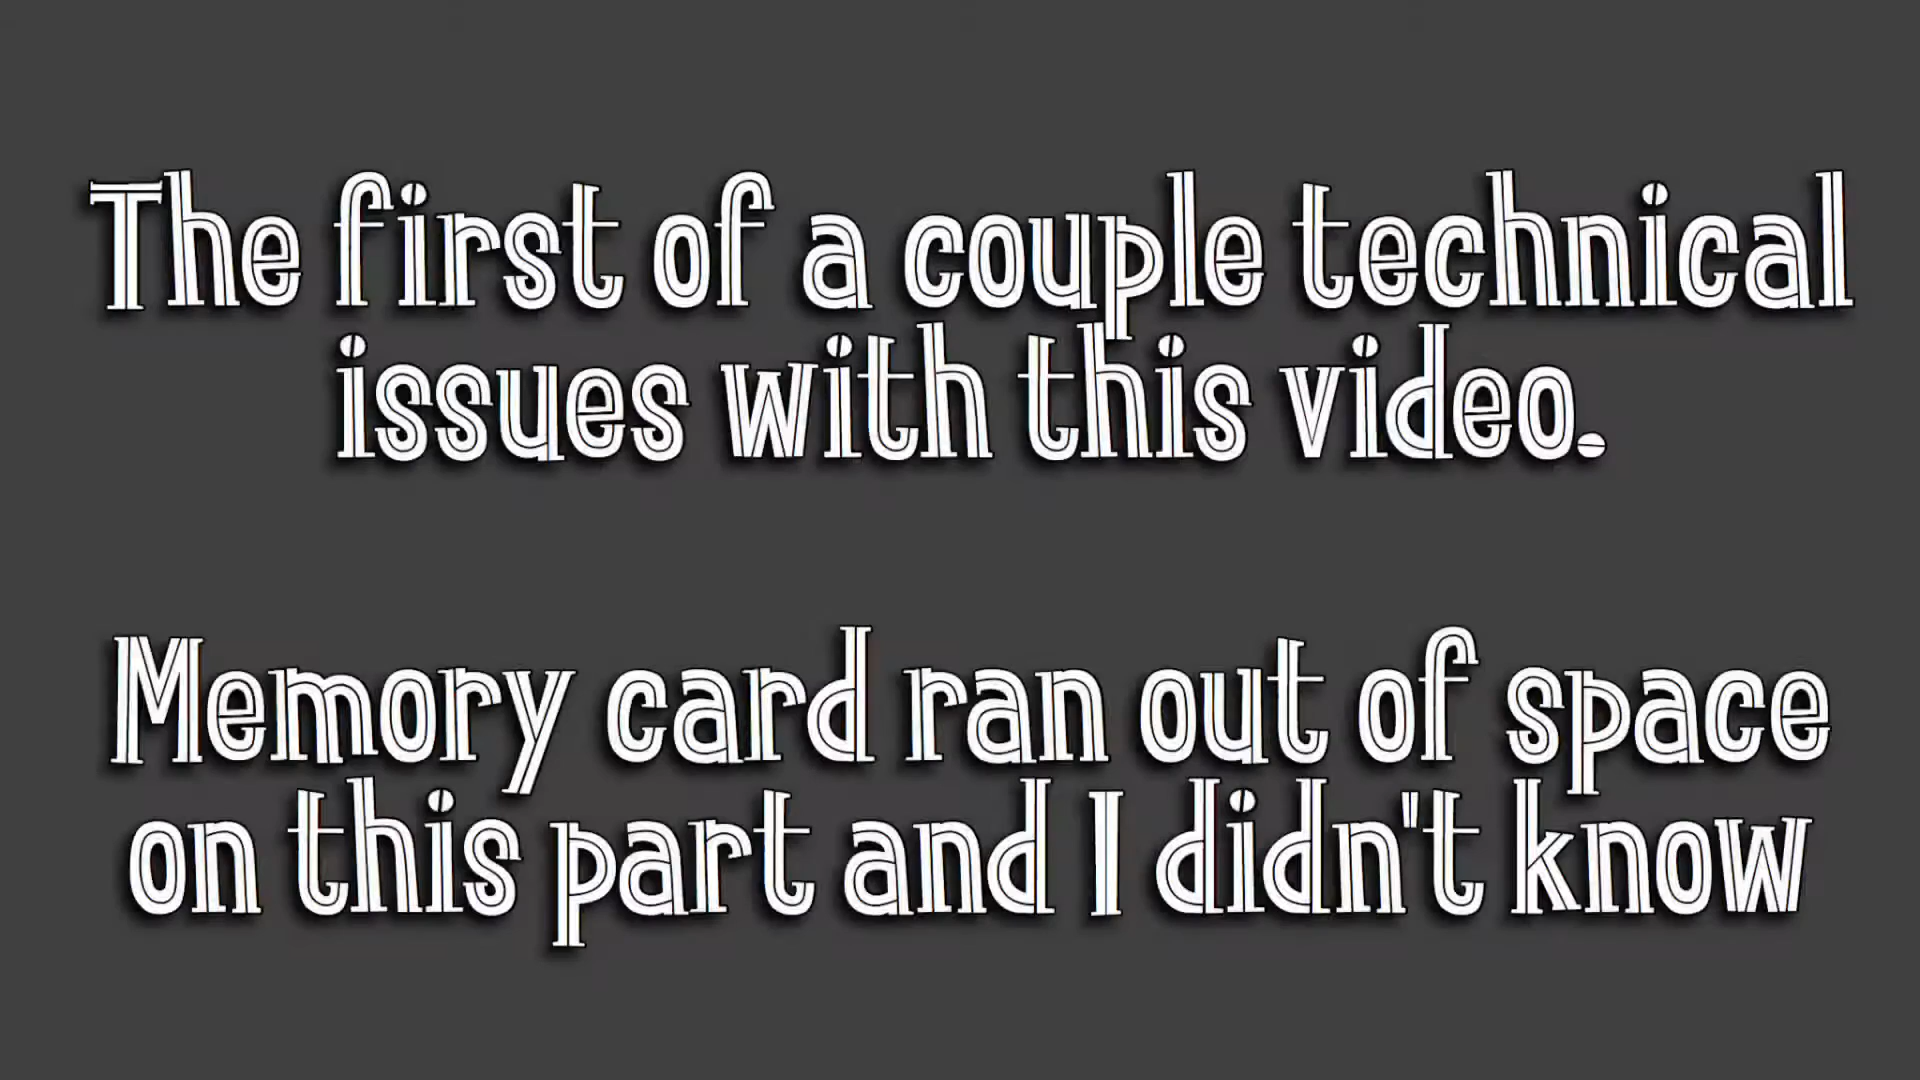 The first of a couple technical
issues with this video.
Memory card ran out of space
on this part and I didn't know